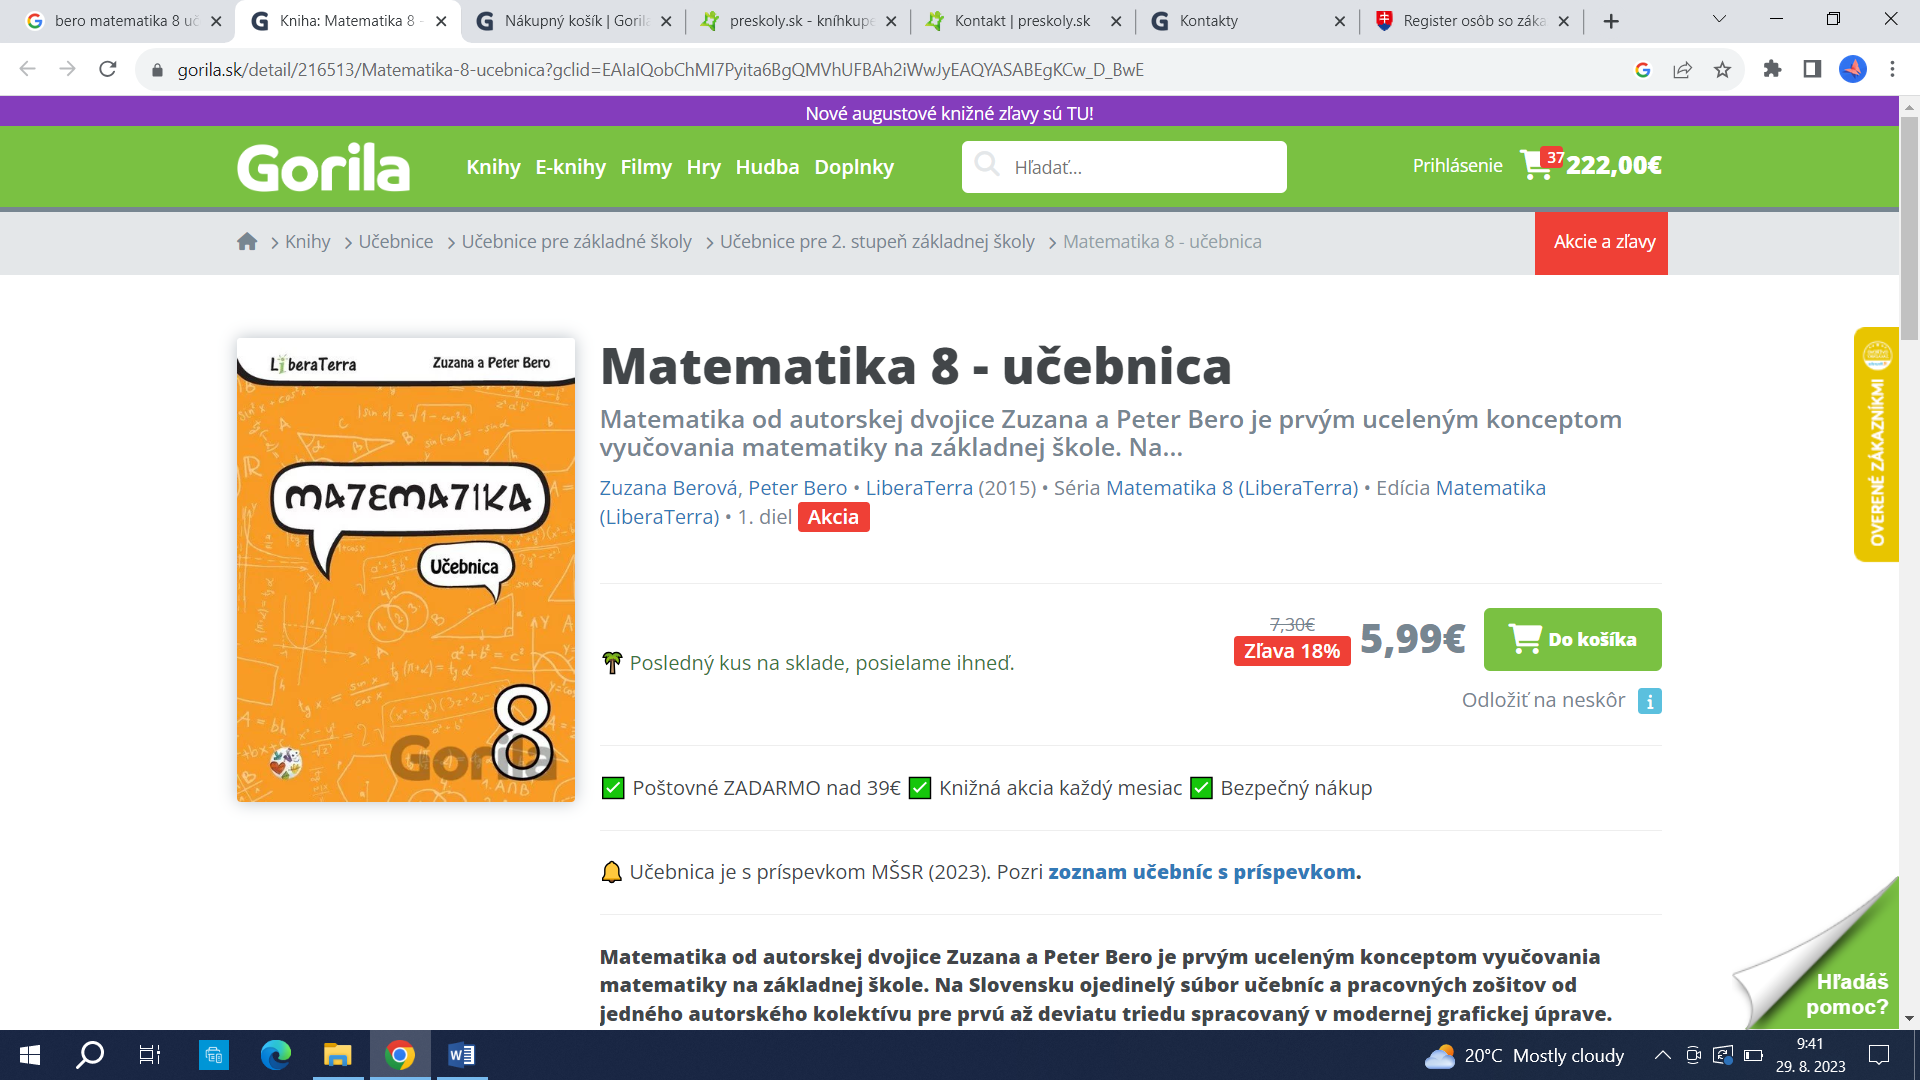 bero matematika 8 uč
Kniha: Matematika 8 -
Nákupný košík | Gorila
preskoly.sk - kníhkupe
Kontakt | preskoly.sk
Kontakty
Register osôb so záka
gorila.sk/detail/216513/Matematika-8-ucebnica?gclid=EAIaIQobChMI7Pyita6BgQMVhUFBAh2iWwJyEAQYASABEgKCw_D_BwE
Nové augustové knižné zľavy sú TU!
Gorila
Knihy E-knihy Filmy Hry Hudba Doplnky
Hľadať...
Prihlásenie
37
222,00€
Knihy > Učebnice > Učebnice pre základné školy > Učebnice pre 2. stupeň základnej školy > Matematika 8 - učebnica
Akcie a zľavy
LiberaTerra
Zuzana a Peter Bero
MATEMATIKA
Učebnica
8
Gorila
Matematika 8 - učebnica
Matematika od autorskej dvojice Zuzana a Peter Bero je prvým uceleným konceptom
vyučovania matematiky na základnej škole. Na...
Zuzana Berová, Peter Bero • LiberaTerra (2015) • Séria Matematika 8 (LiberaTerra) • Edícia Matematika
(LiberaTerra) • 1. diel Akcia
7,30€
Zľava 18%
5,99€
Do košíka
Posledný kus na sklade, posielame ihneď.
Odložiť na neskôr i
Poštovné ZADARMO nad 39€ Knižná akcia každý mesiac Bezpečný nákup
Učebnica je s príspevkom MŠSR (2023). Pozri zoznam učebníc s príspevkom.
Matematika od autorskej dvojice Zuzana a Peter Bero je prvým uceleným konceptom vyučovania
matematiky na základnej škole. Na Slovensku ojedinelý súbor učebníc a pracovných zošitov od
jedného autorského kolektívu pre prvú až deviatu triedu spracovaný v modernej grafickej úprave.
OVERENÉ ZÁKAZNÍKMI
Hľadáš
pomoc?
20°C Mostly cloudy
9:41
29. 8. 2023